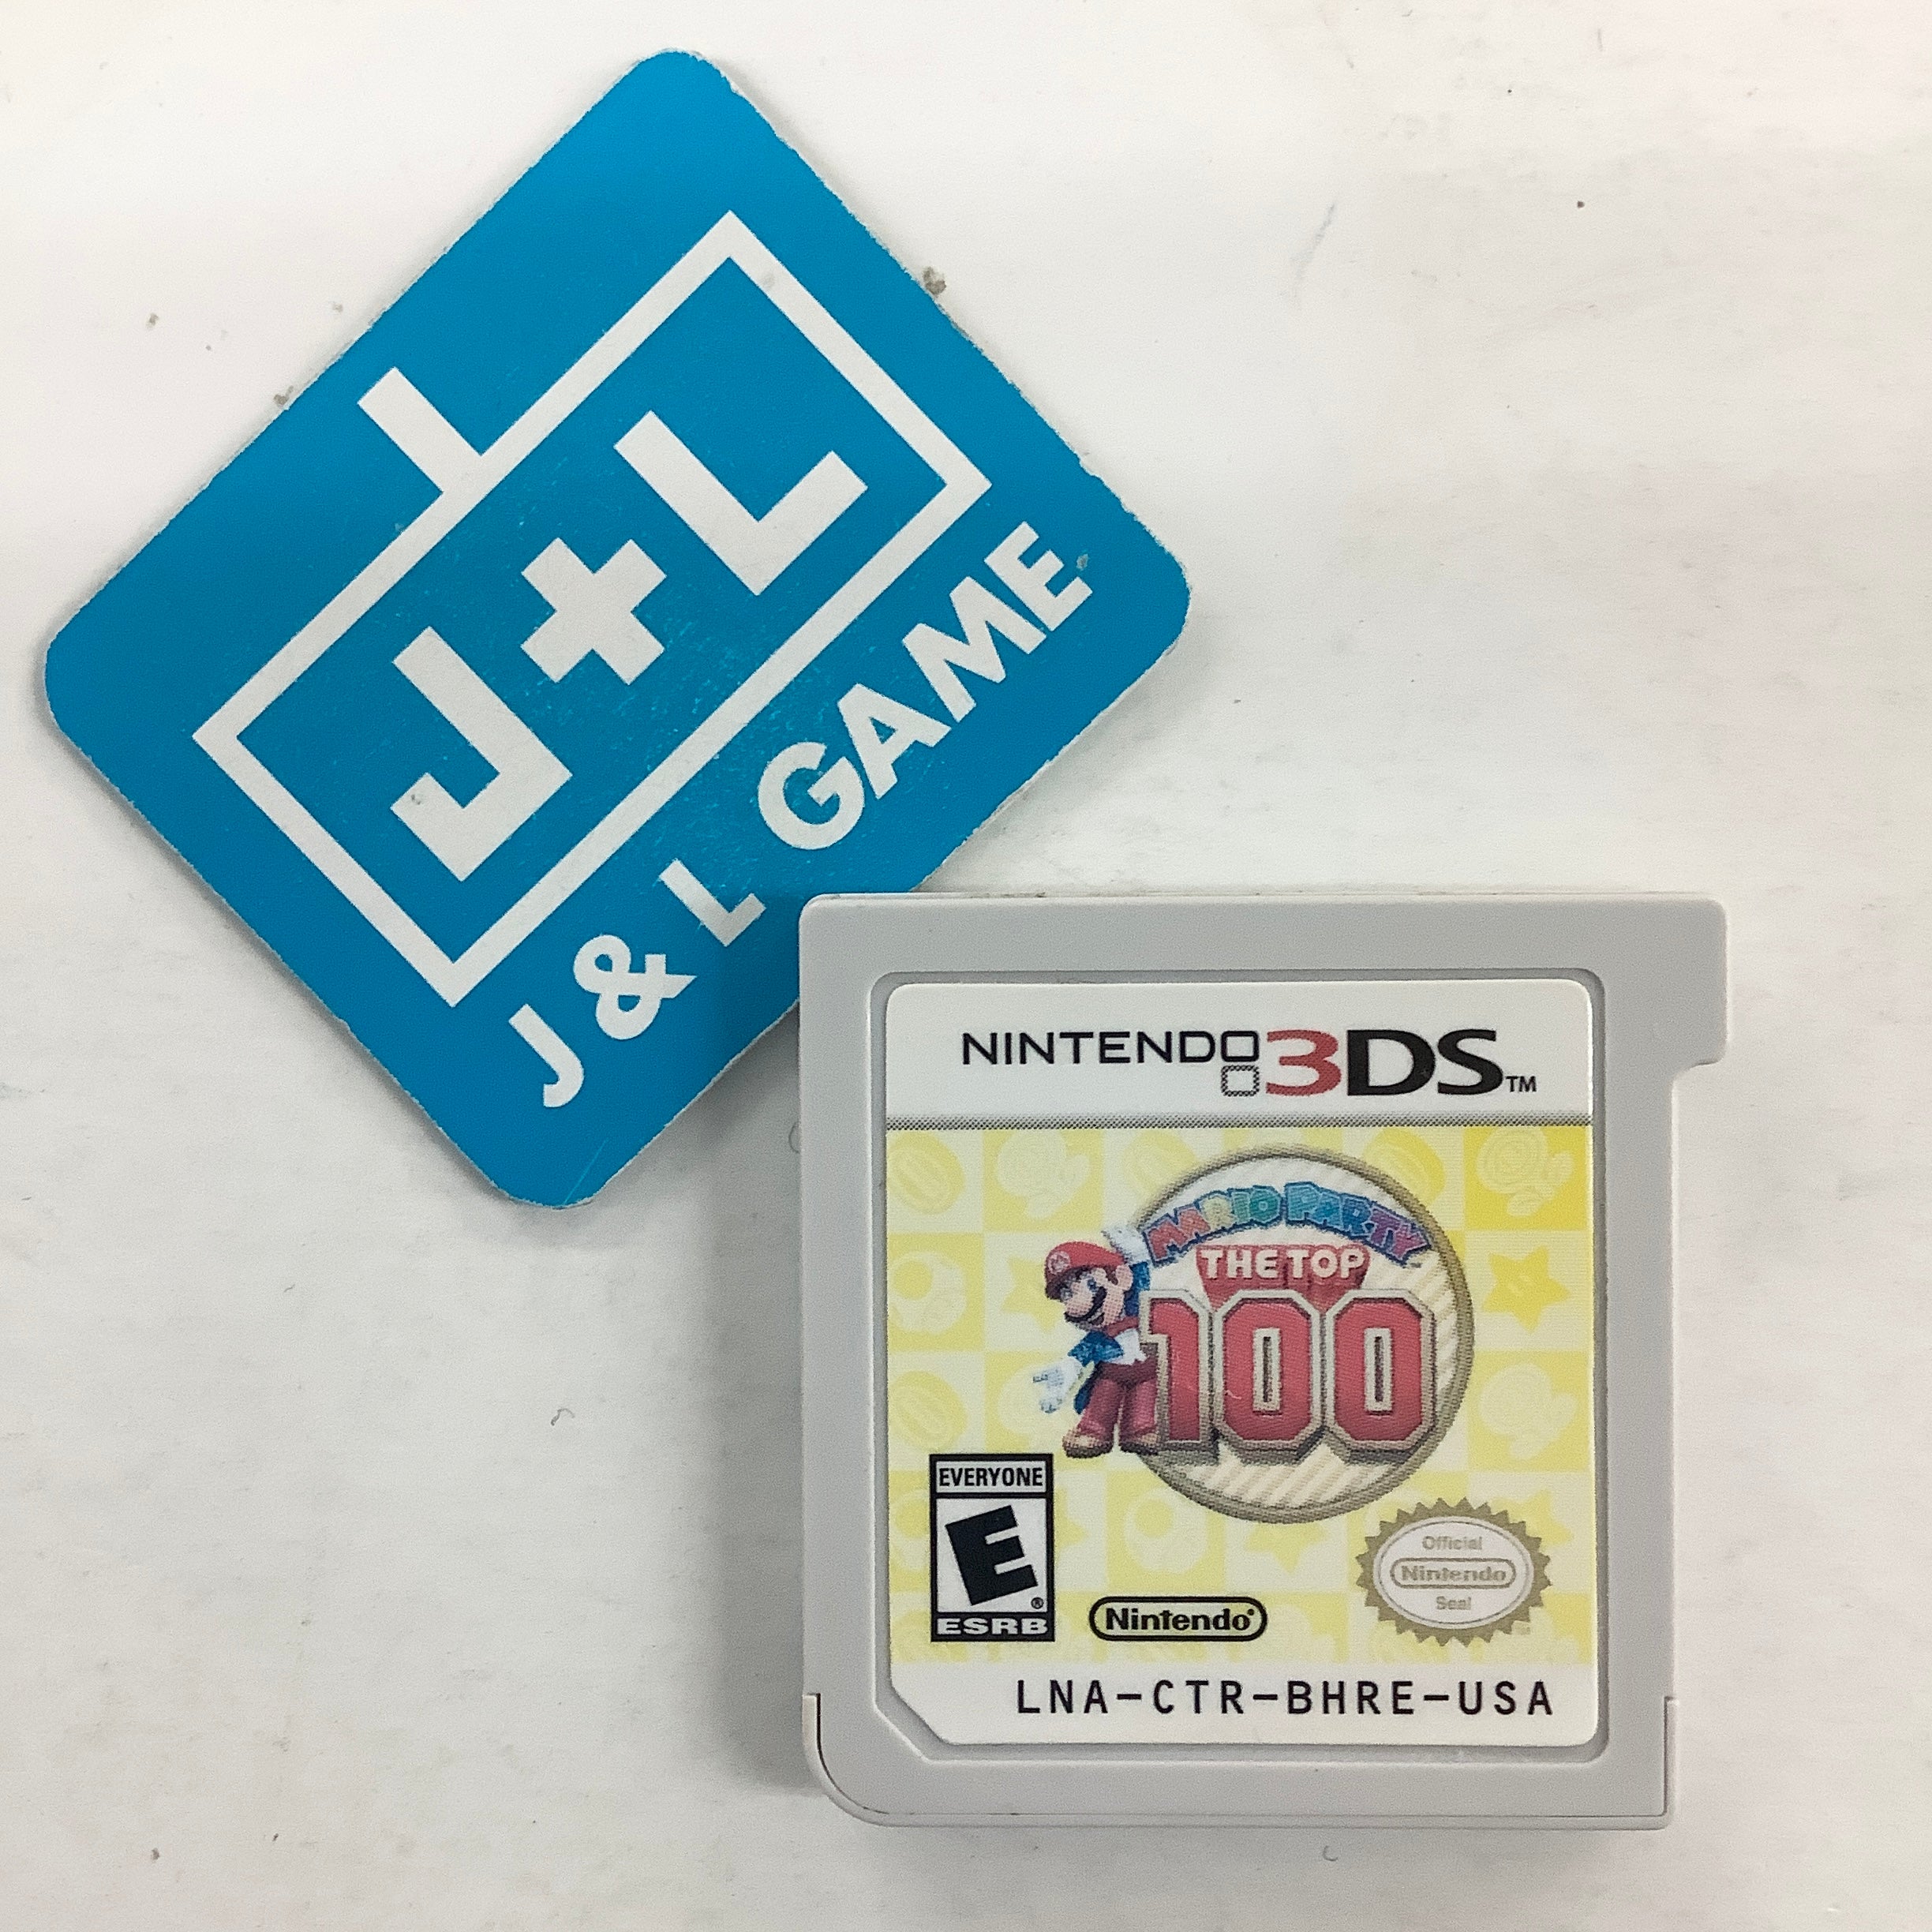 J+L
J & L GAME
NINTENDO 3DS™
MARIO PARTY
THE TOP
100
EVERYONE
E®
ESRB
Nintendo®
Official
Nintendo
Seal
LNA-CTR-BHRE-USA